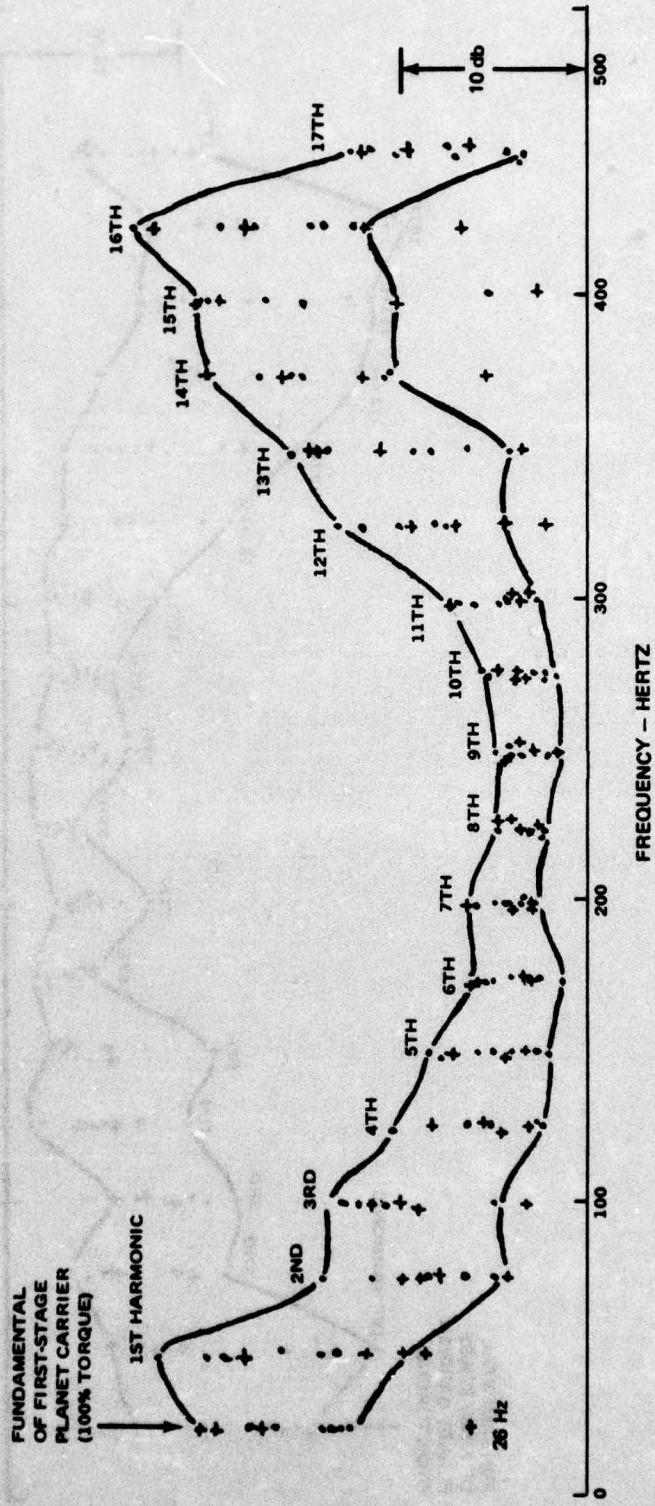 FUNDAMENTAL
OF FIRST-STAGE
PLANET CARRIER
(100% TORQUE)
1ST HARMONIC
2ND
3RD
4TH
5TH
6TH
7TH
8TH
9TH
10TH
11TH
12TH
13TH
14TH
15TH
16TH
17TH
10 db
26 Hz
0
100
200
300
400
500
FREQUENCY – HERTZ